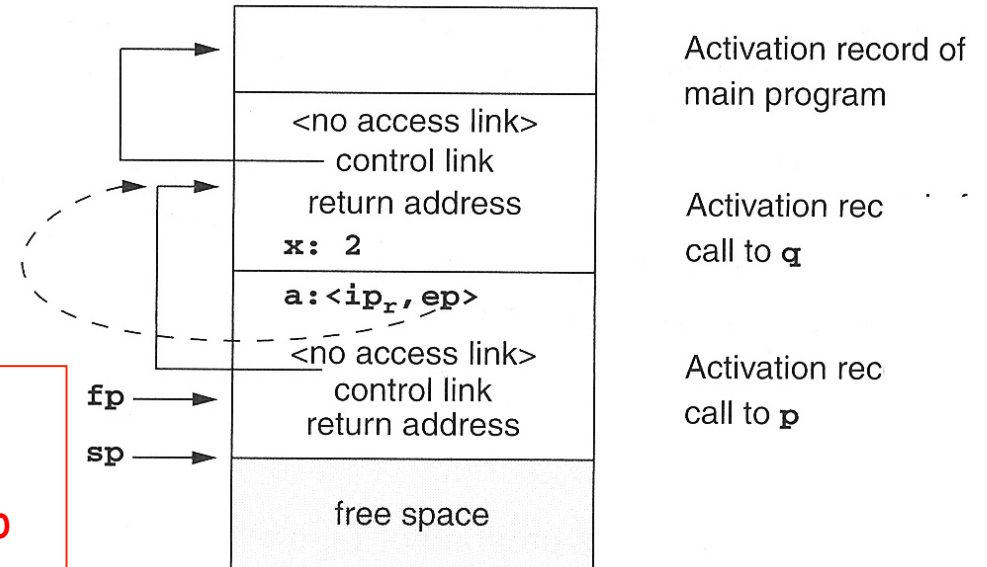 Activation record of
main program
<no access link>
control link
return address
x: 2
Activation rec
call to q
a:<ipr,ep>
<no access link>
control link
return address
fp
sp
Activation rec
call to p
free space